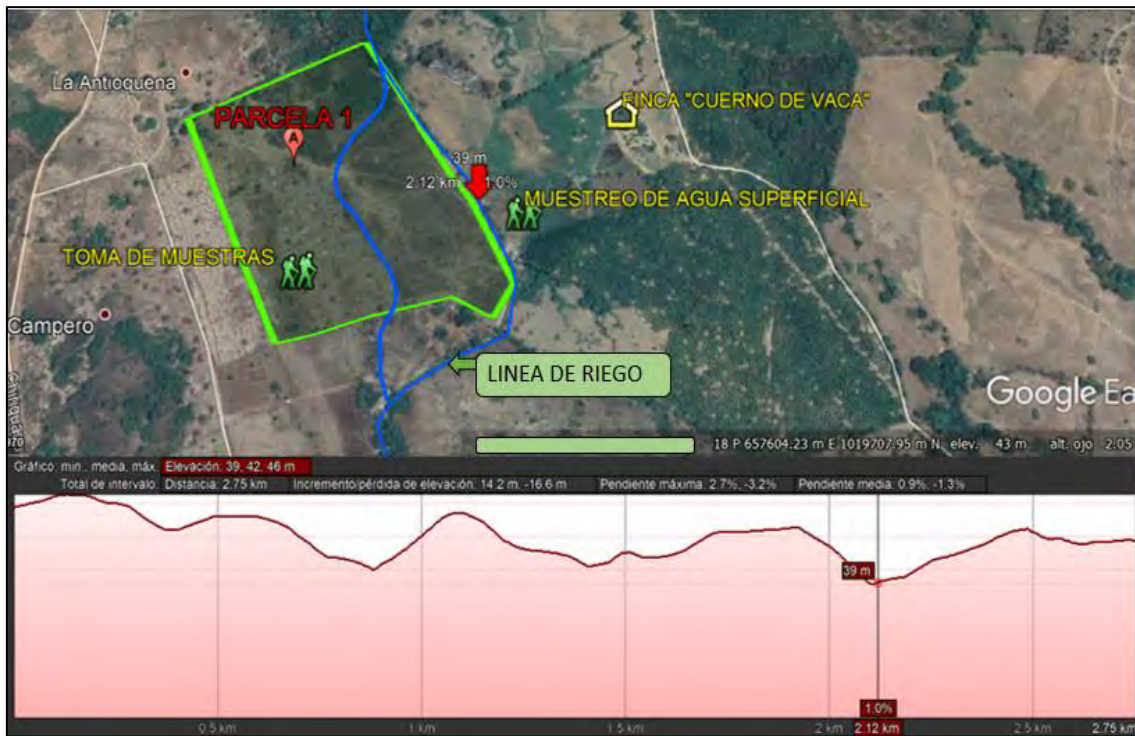 La Antioquena
PARCELA 1
A
FINCA "CUERNO DE VACA"
39 m
2.12 km 1.0%
MUESTREO DE AGUA SUPERFICIAL
TOMA DE MUESTRAS
Campero
LINEA DE RIEGO
Google Ea
18 P 657604.23 m E 1019707.95 m N elev. 43 m alt. ojo 2.05
Gráfico: min., media, máx. Elevación: 39, 42, 46 m
Total de intervalo: Distancia: 2.75 km Incremento/pérdida de elevación: 14.2 m, -16.6 m Pendiente máxima: 2.7%, -3.2% Pendiente media: 0.9%, -1.3%
39 m
1.0%
0.5 km 1 km 1.5 km 2 km 2.12 km 2.5 km 2.75 km